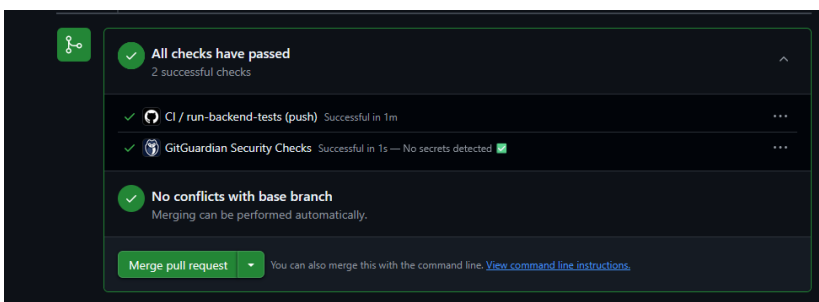 All checks have passed
2 successful checks
CI / run-backend-tests (push) Successful in 1m
GitGuardian Security Checks Successful in 1s — No secrets detected ✅
No conflicts with base branch
Merging can be performed automatically.
Merge pull request You can also merge this with the command line. View command line instructions.